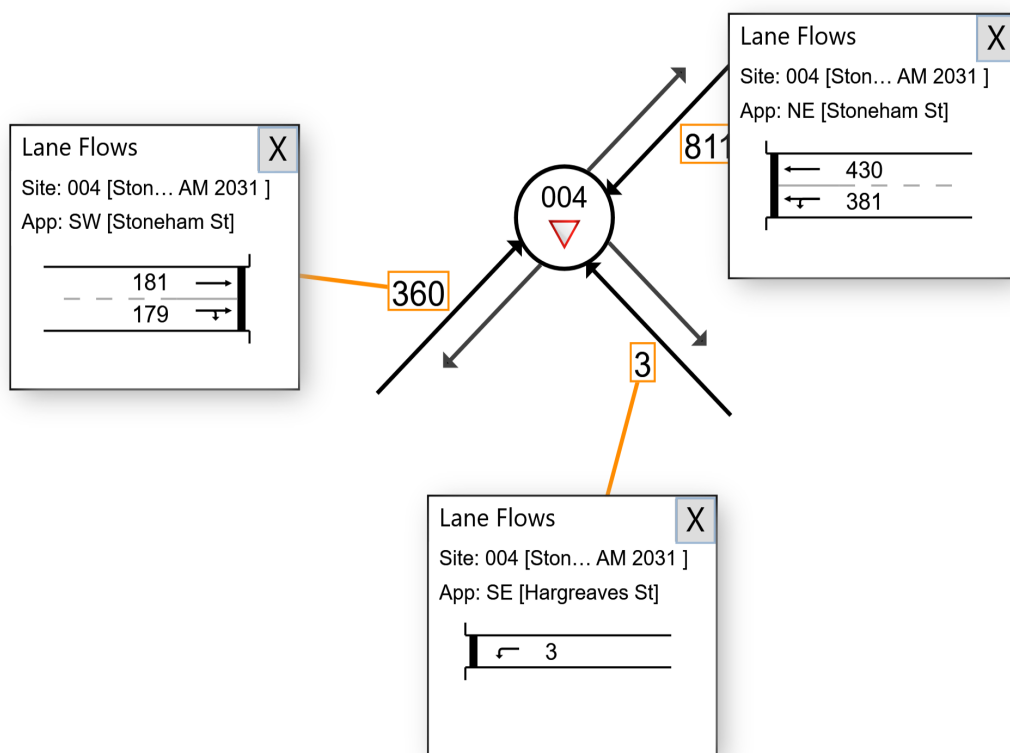 Lane Flows
X
Site: 004 [Ston... AM 2031 ]
App: NE [Stoneham St]
430
381
811
004
Lane Flows
X
Site: 004 [Ston... AM 2031 ]
App: SW [Stoneham St]
181
179
360
3
Lane Flows
X
Site: 004 [Ston... AM 2031 ]
App: SE [Hargreaves St]
3